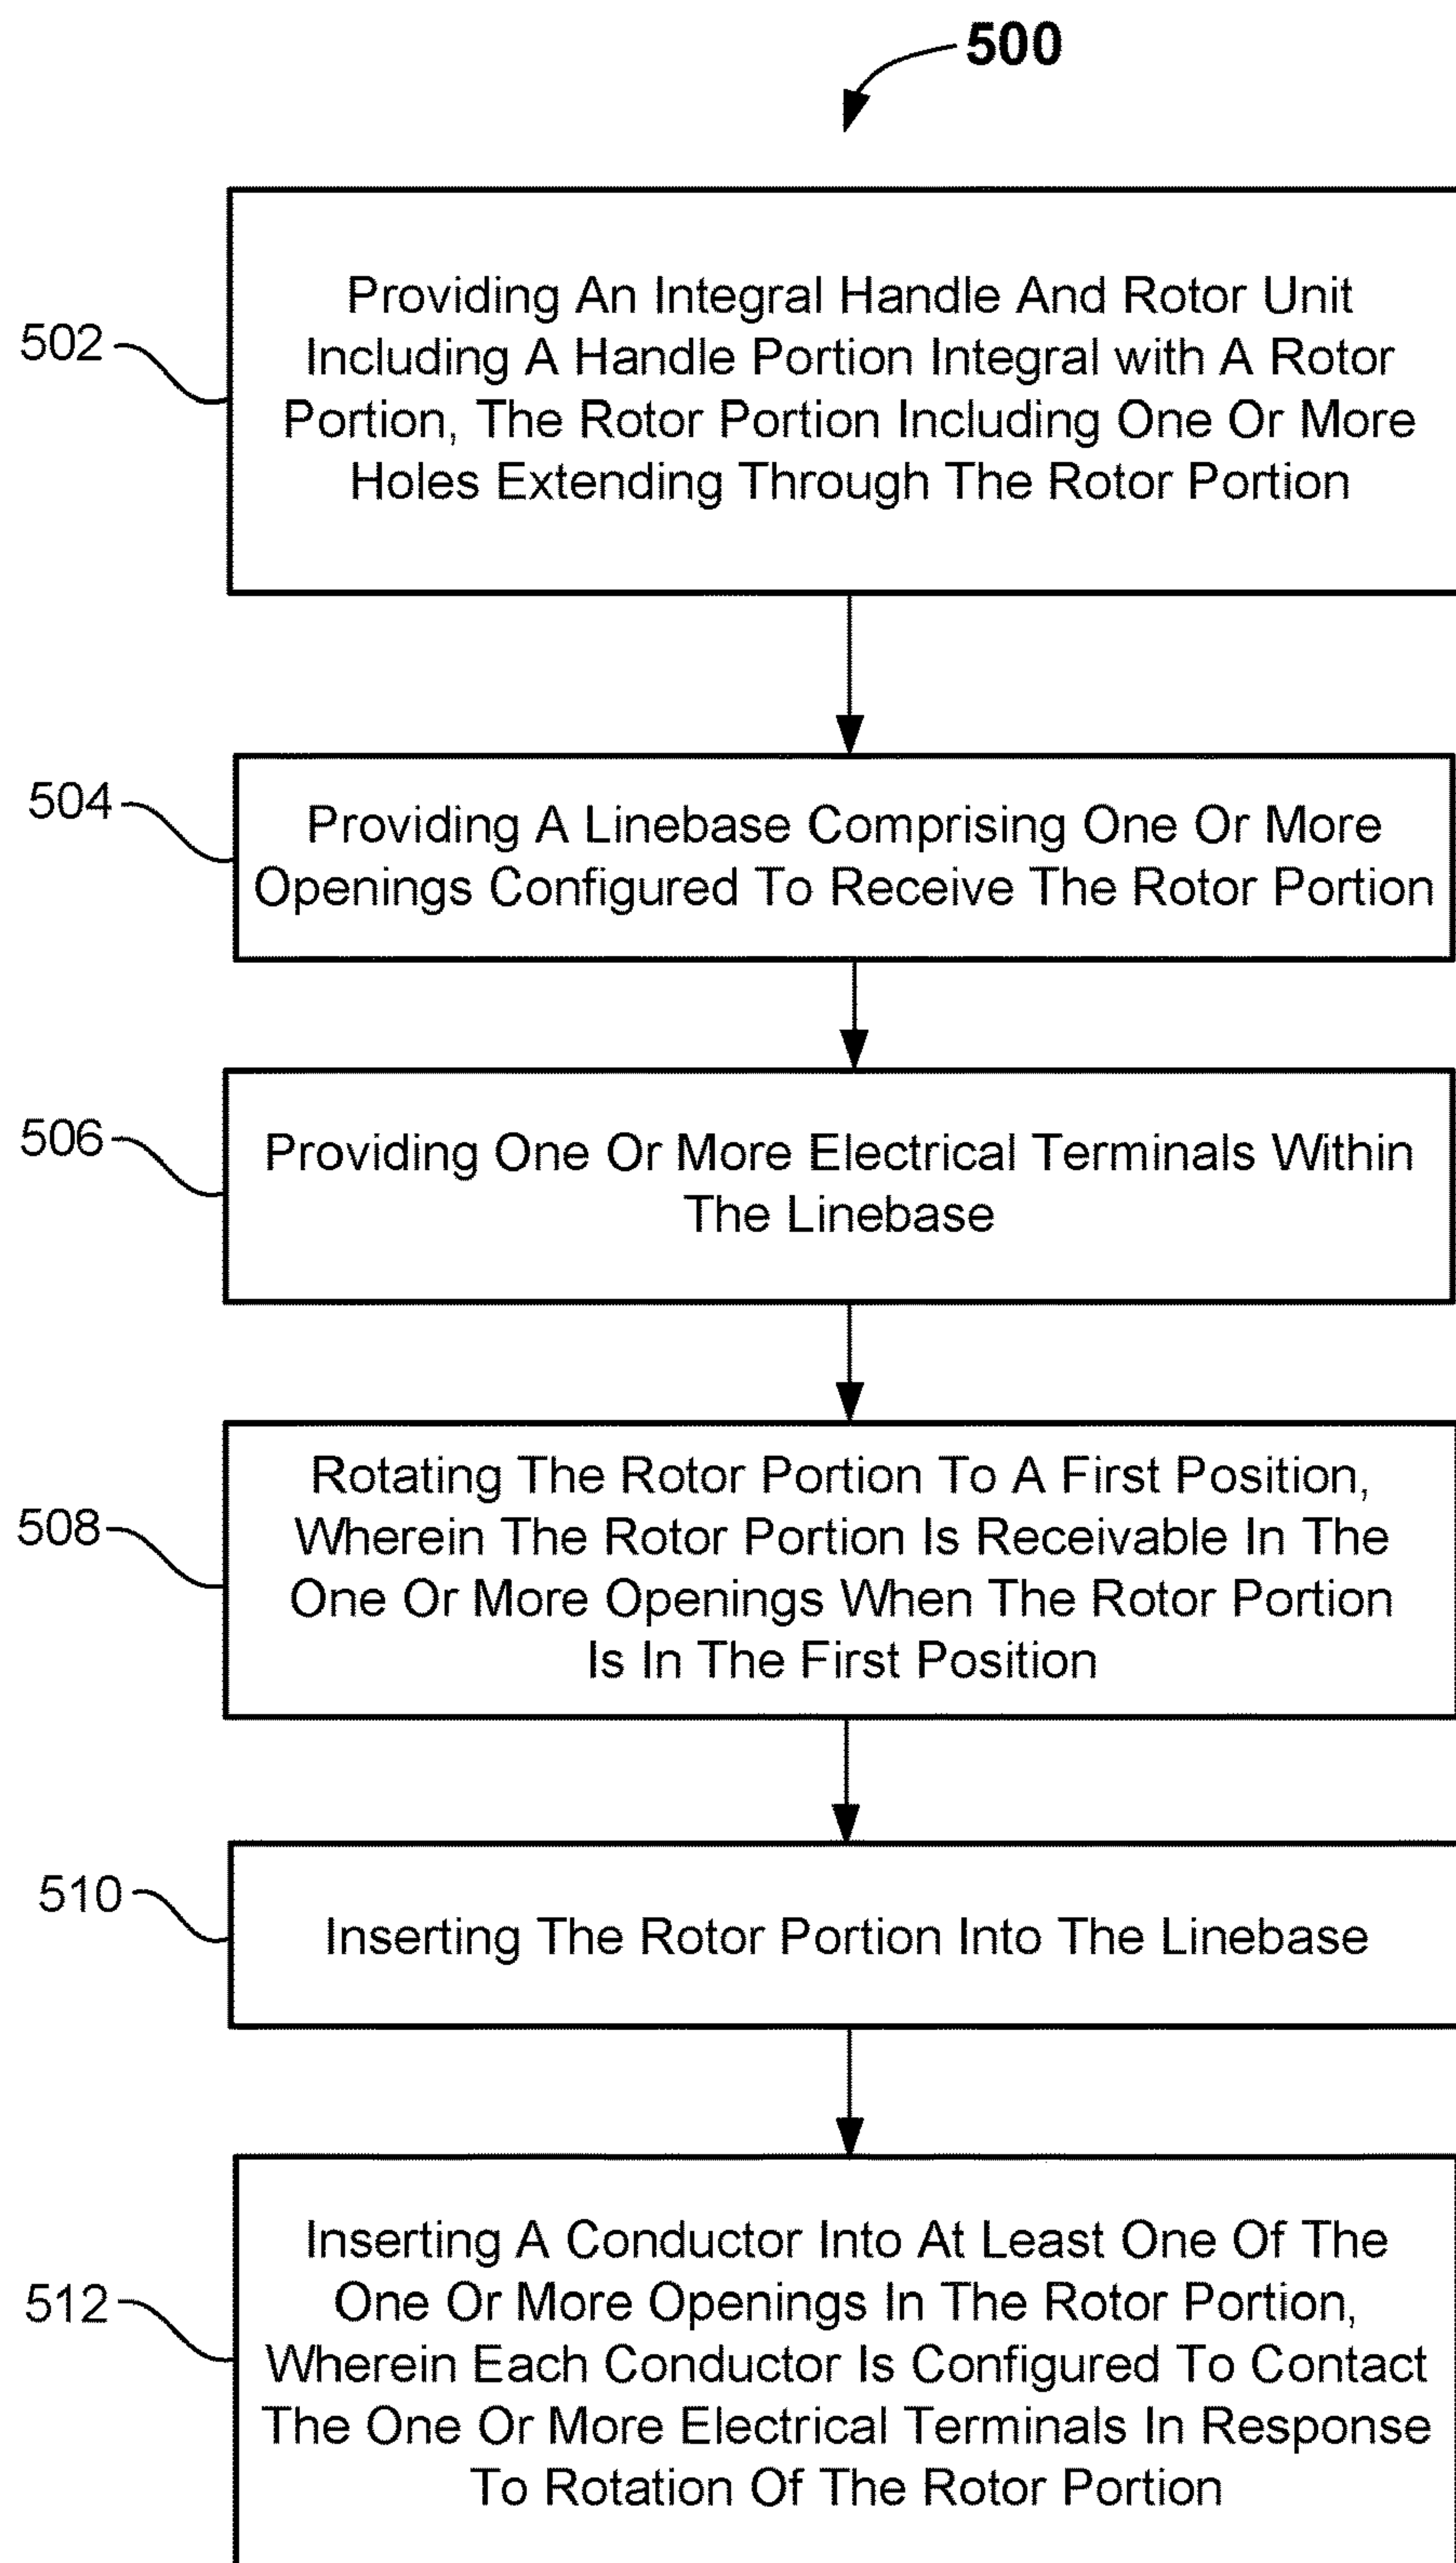 500
502
Providing An Integral Handle And Rotor Unit
Including A Handle Portion Integral with A Rotor
Portion, The Rotor Portion Including One Or More
Holes Extending Through The Rotor Portion
504
Providing A Linebase Comprising One Or More
Openings Configured To Receive The Rotor Portion
506
Providing One Or More Electrical Terminals Within
The Linebase
508
Rotating The Rotor Portion To A First Position,
Wherein The Rotor Portion Is Receivable In The
One Or More Openings When The Rotor Portion
Is In The First Position
510
Inserting The Rotor Portion Into The Linebase
512
Inserting A Conductor Into At Least One Of The
One Or More Openings In The Rotor Portion,
Wherein Each Conductor Is Configured To Contact
The One Or More Electrical Terminals In Response
To Rotation Of The Rotor Portion